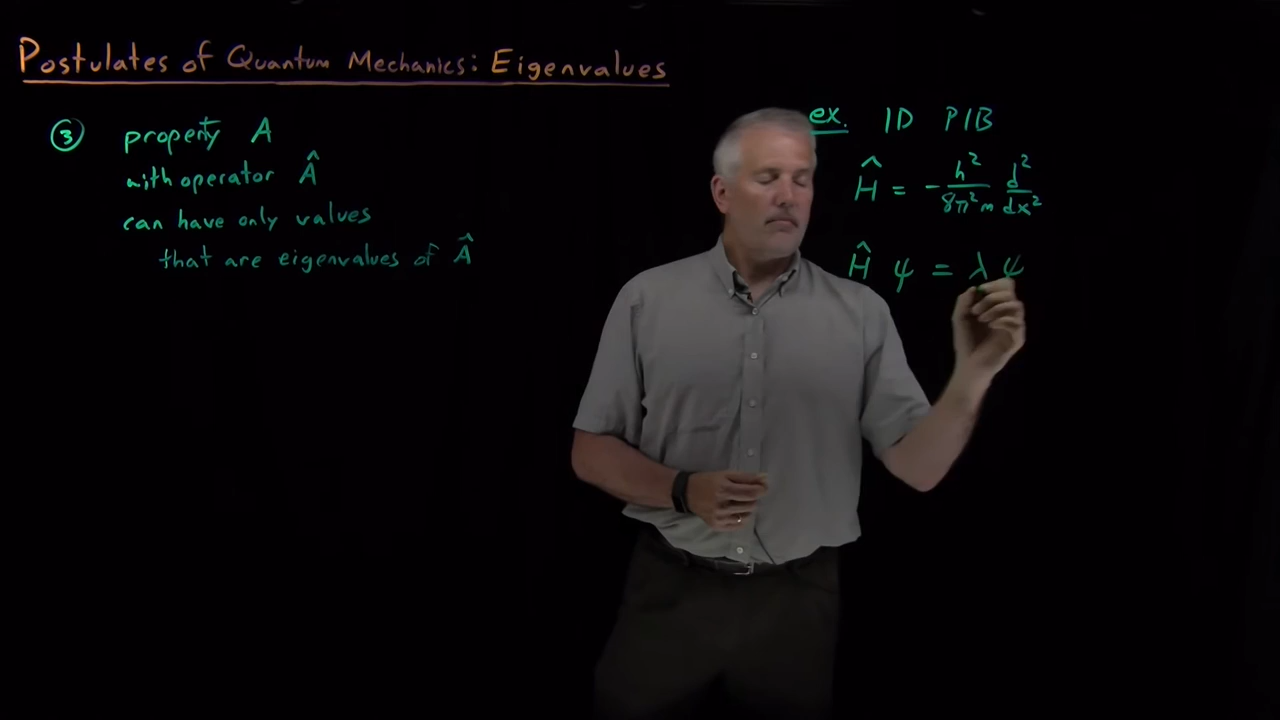 Postulates of Quantum Mechanics: Eigenvalues
③ property A
with operator Â
can have only values
that are eigenvalues of Â
ex. 1D PIB
Ĥ = - h²/8π²m d²/dx²
Ĥ ψ = λ ψ